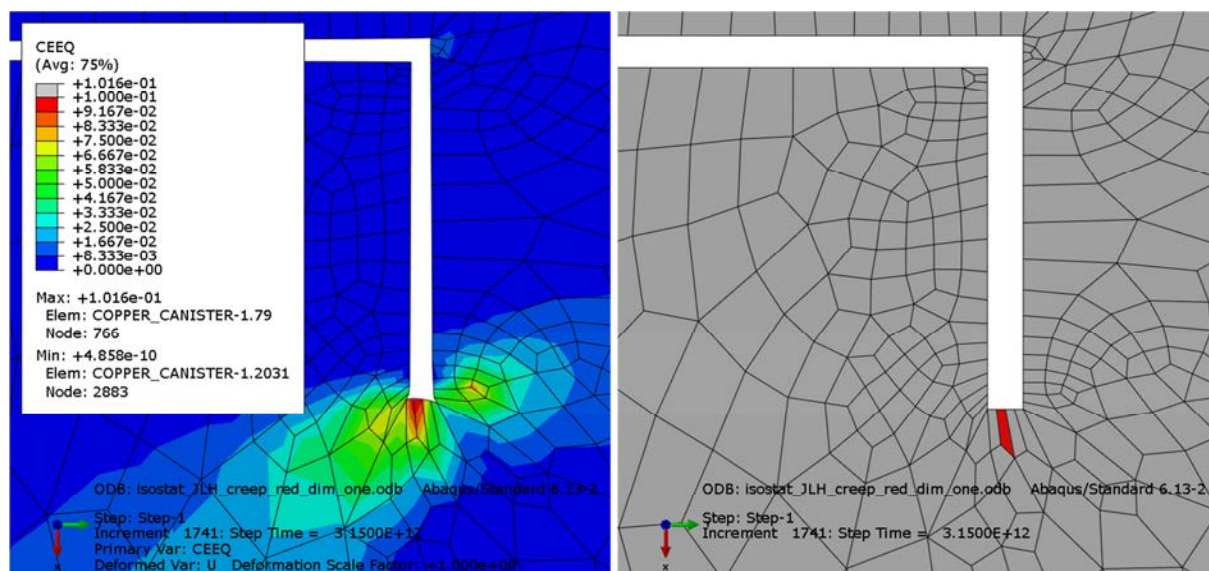 CEEQ
(Avg: 75%)
+1.016e-01
+1.000e-01
+9.167e-02
+8.333e-02
+7.500e-02
+6.667e-02
+5.833e-02
+5.000e-02
+4.167e-02
+3.333e-02
+2.500e-02
+1.667e-02
+8.333e-03
+0.000e+00
Max: +1.016e-01
Elem: COPPER_CANISTER-1.79
Node: 766
Min: +4.858e-10
Elem: COPPER_CANISTER-1.2031
Node: 2883
ODB: isostat_JLH_creep_red_dim_one.odb Abaqus/Standard 6.13-2
Step: Step-1
Increment 1741: Step Time = 3.1500E+12
Primary Var: CEEQ
Deformed Var: U Deformation Scale Factor: +1.000e+00
x
ODB: isostat_JLH_creep_red_dim_one.odb Abaqus/Standard 6.13-2
Step: Step-1
Increment 1741: Step Time = 3.1500E+12
x